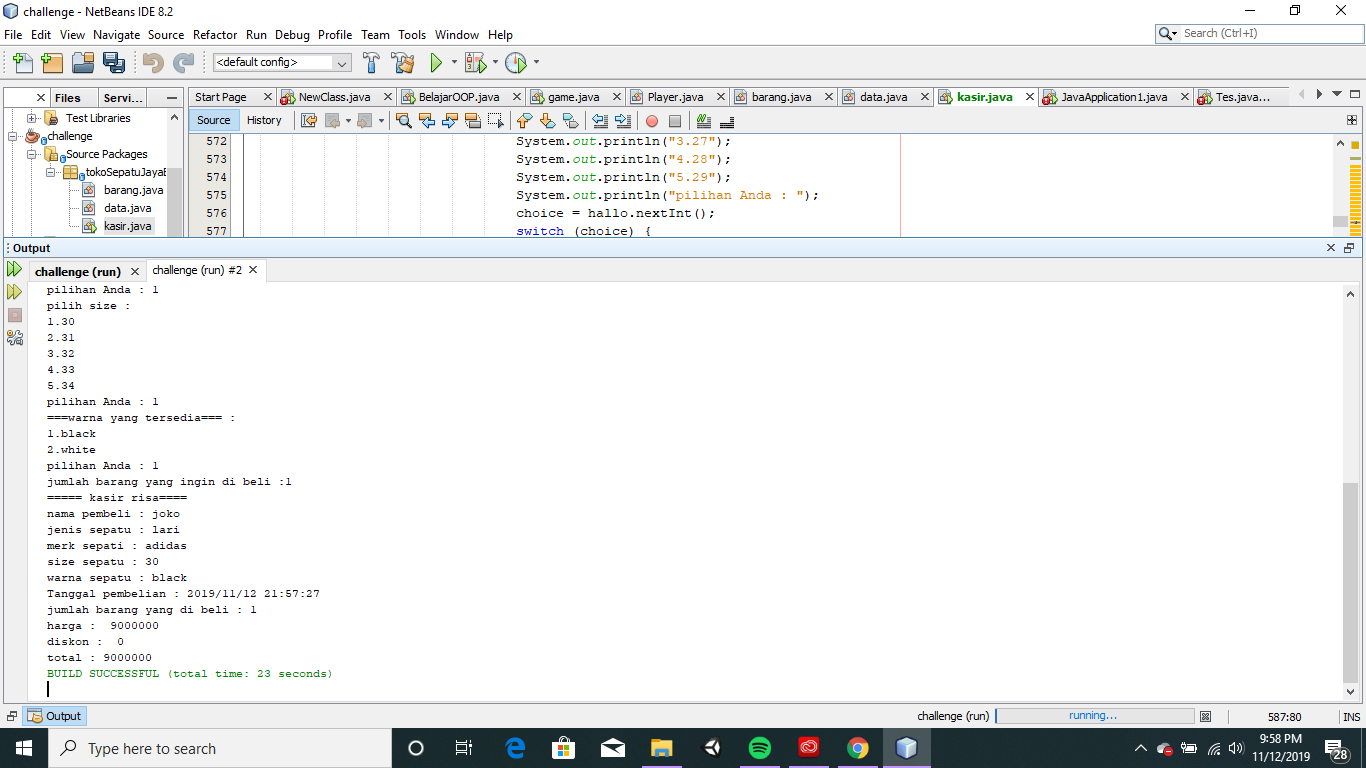 challenge - NetBeans IDE 8.2
File Edit View Navigate Source Refactor Run Debug Profile Team Tools Window Help
Search (Ctrl+I)
<default config>
Files Servi...
Start Page NewClass.java BelajarOOP.java game.java Player.java barang.java data.java kasir.java JavaApplication1.java Tes.java...
Test Libraries
challenge
Source Packages
barang.java
data.java
kasir.java
Source History
572 System.out.println("3.27");
573 System.out.println("4.28");
574 System.out.println("5.29");
575 System.out.println("pilihan Anda : ");
576 choice = hallo.nextInt();
577 switch (choice) {
Output
challenge (run) challenge (run) #2
pilihan Anda : 1
pilih size :
1.30
2.31
3.32
4.33
5.34
pilihan Anda : 1
===warna yang tersedia=== :
1.black
2.white
pilihan Anda : 1
jumlah barang yang ingin di beli :1
===== kasir risa====
nama pembeli : joko
jenis sepatu : lari
merk sepati : adidas
size sepatu : 30
warna sepatu : black
Tanggal pembelian : 2019/11/12 21:57:27
jumlah barang yang di beli : 1
harga :  9000000
diskon :  0
total : 9000000
BUILD SUCCESSFUL (total time: 23 seconds)
Output
challenge (run) running... 587:80 INS
Type here to search
9:58 PM
11/12/2019
28